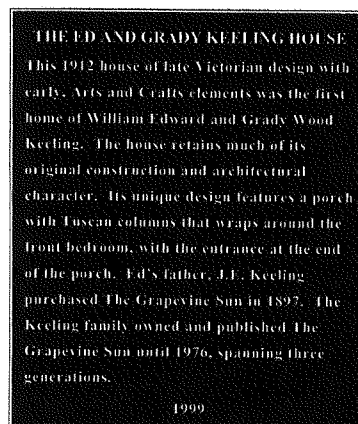 THE ED AND GRADY KEELING HOUSE
This 1912 house of late Victorian design with
early, Arts and Crafts elements was the first
home of William Edward and Grady Wood
Keeling. The house retains much of its
original construction and architectural
character. Its unique design features a porch
with Tuscan columns that wraps around the
front bedroom, with the entrance at the end
of the porch. Ed's father, J.E. Keeling
purchased The Grapevine Sun in 1897. The
Keeling family owned and published The
Grapevine Sun until 1976, spanning three
generations.
1999